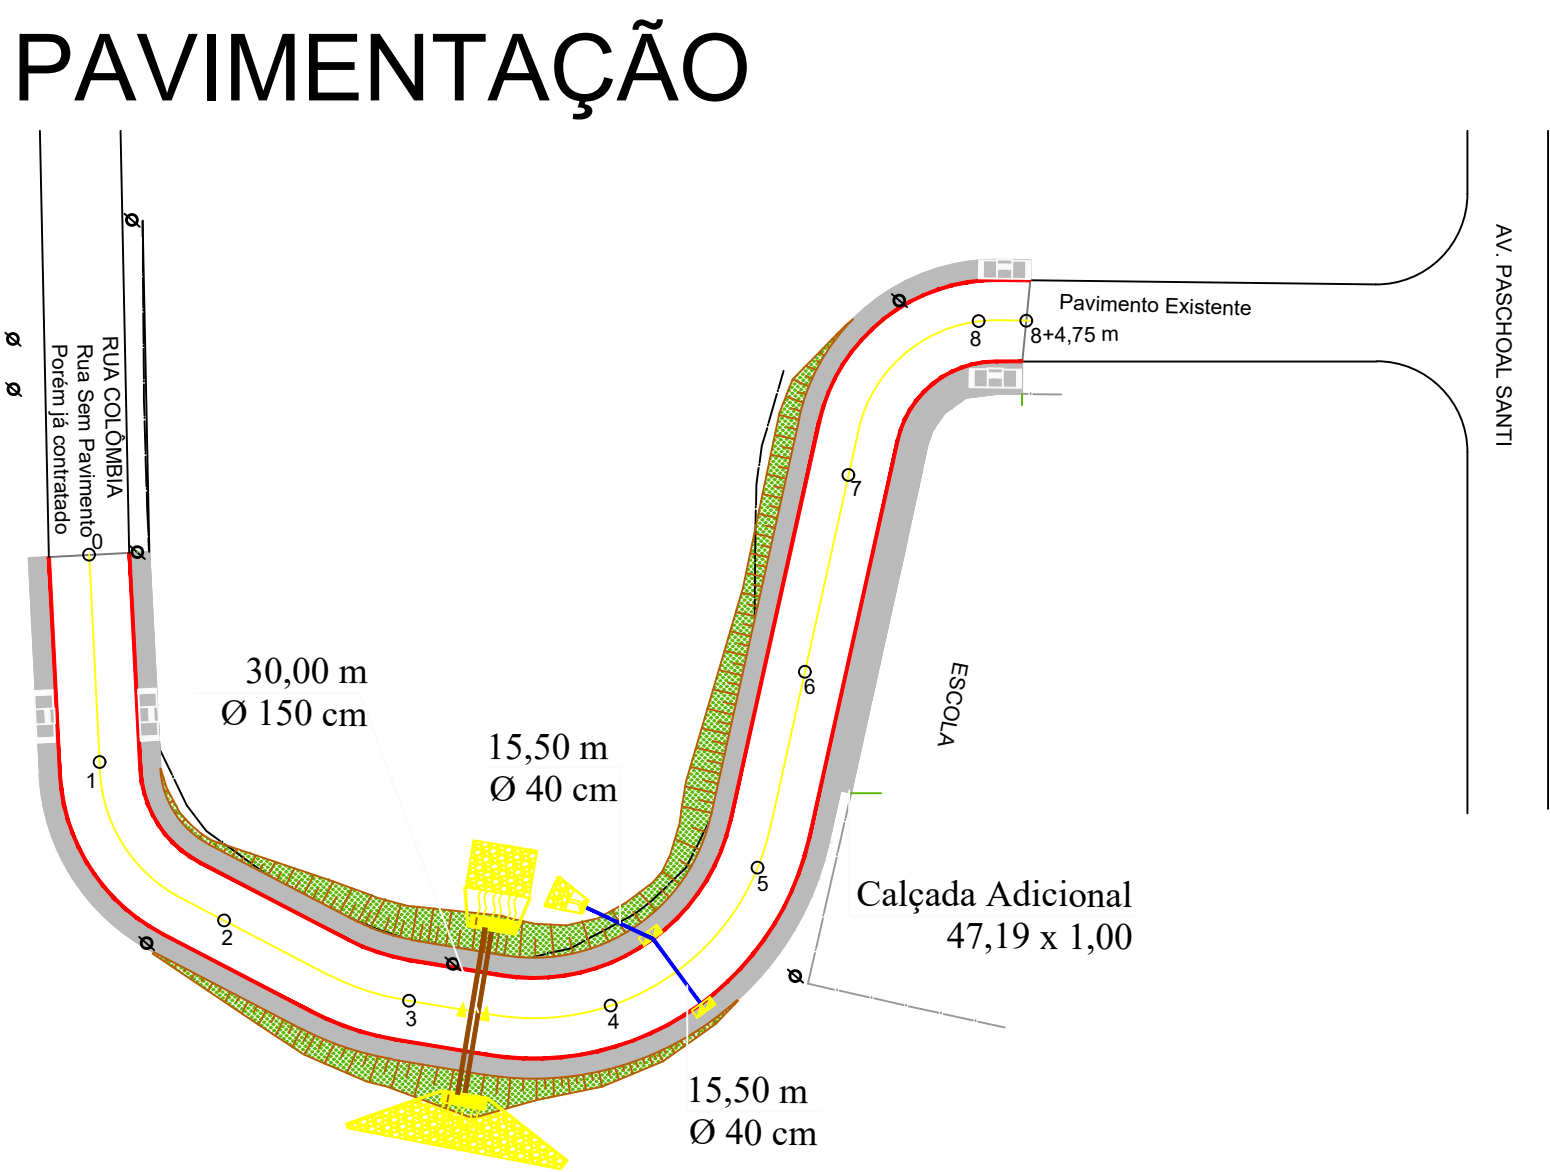 PAVIMENTAÇÃO
AV. PASCHOAL SANTI
Pavimento Existente
8
8+4,75 m
RUA COLÔMBIA
Rua Sem Pavimento
Porém já contratado
0
7
30,00 m
Ø 150 cm
6
ESCOLA
15,50 m
Ø 40 cm
1
5
Calçada Adicional
47,19 x 1,00
2
3
4
15,50 m
Ø 40 cm